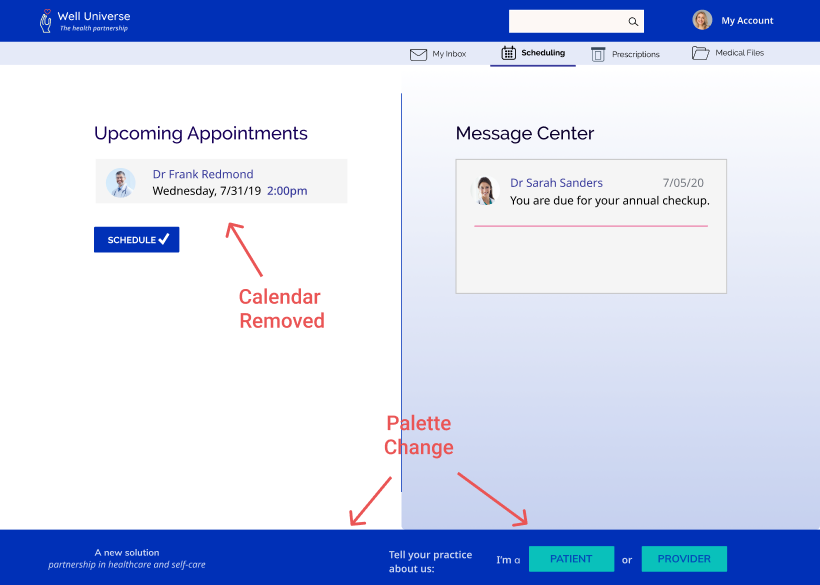 Well Universe
The health partnership
My Account
My Inbox
Scheduling
Prescriptions
Medical Files
Upcoming Appointments
Dr Frank Redmond
Wednesday, 7/31/19 2:00pm
SCHEDULE
Calendar
Removed
Message Center
Dr Sarah Sanders 7/05/20
You are due for your annual checkup.
Palette
Change
A new solution
partnership in healthcare and self-care
Tell your practice
about us:
I'm a PATIENT or PROVIDER